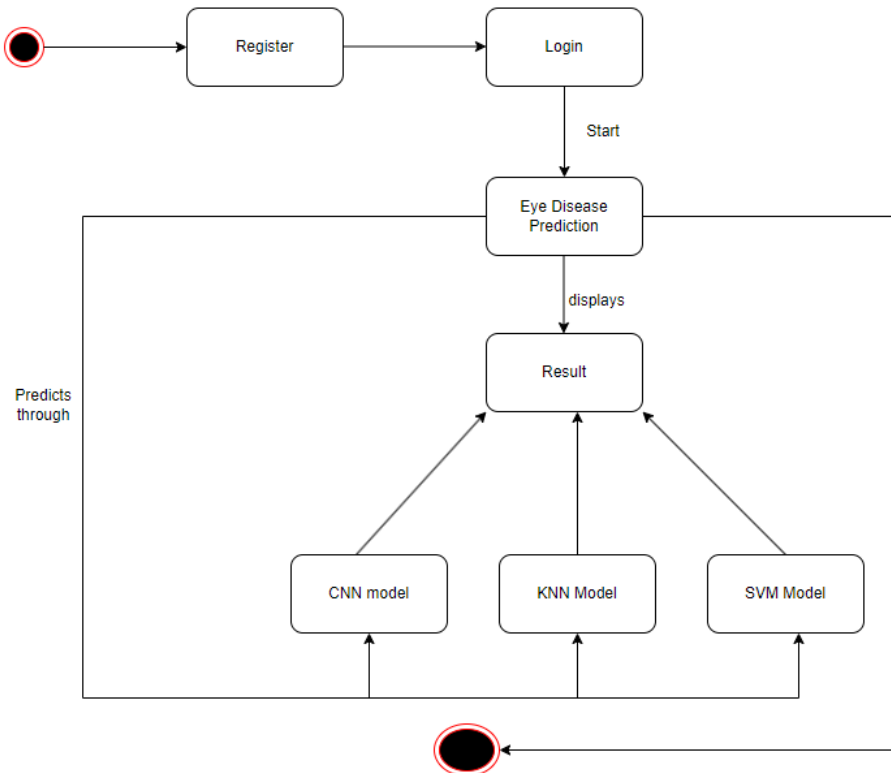 Register
Login
Start
Eye Disease
Prediction
displays
Result
Predicts
through
CNN model
KNN Model
SVM Model